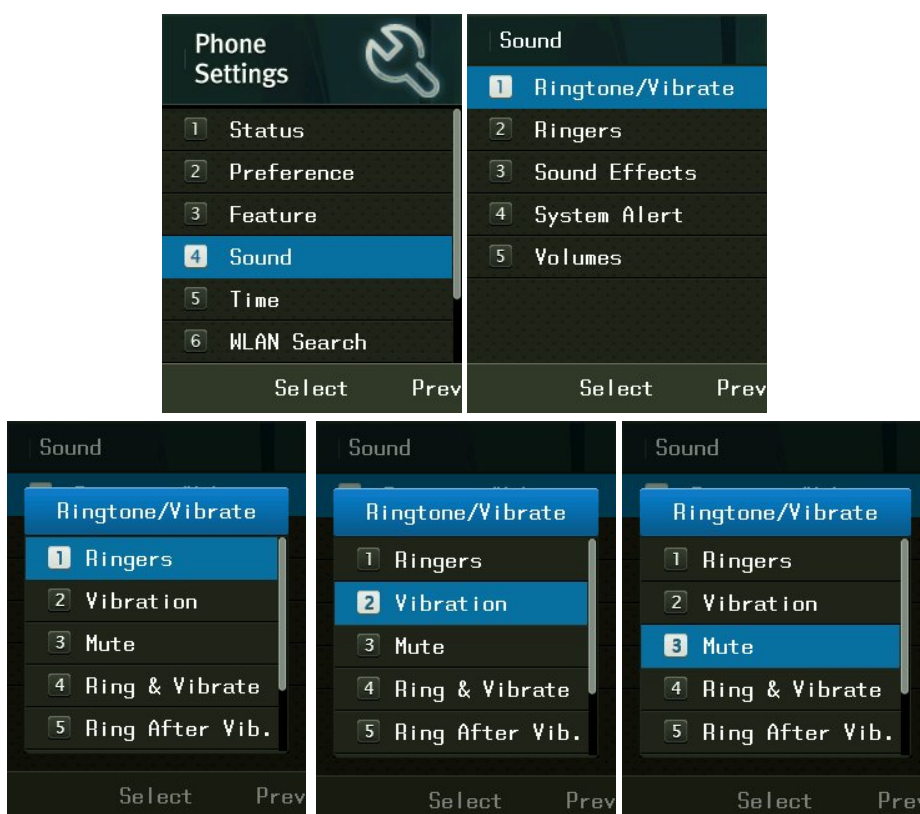 Phone
Settings
1 Status
2 Preference
3 Feature
4 Sound
5 Time
6 WLAN Search
Select Prev
Sound
1 Ringtone/Vibrate
2 Ringers
3 Sound Effects
4 System Alert
5 Volumes
Select Prev
Sound
Ringtone/Vibrate
1 Ringers
2 Vibration
3 Mute
4 Ring & Vibrate
5 Ring After Vib.
Select Prev
Sound
Ringtone/Vibrate
1 Ringers
2 Vibration
3 Mute
4 Ring & Vibrate
5 Ring After Vib.
Select Prev
Sound
Ringtone/Vibrate
1 Ringers
2 Vibration
3 Mute
4 Ring & Vibrate
5 Ring After Vib.
Select Prev